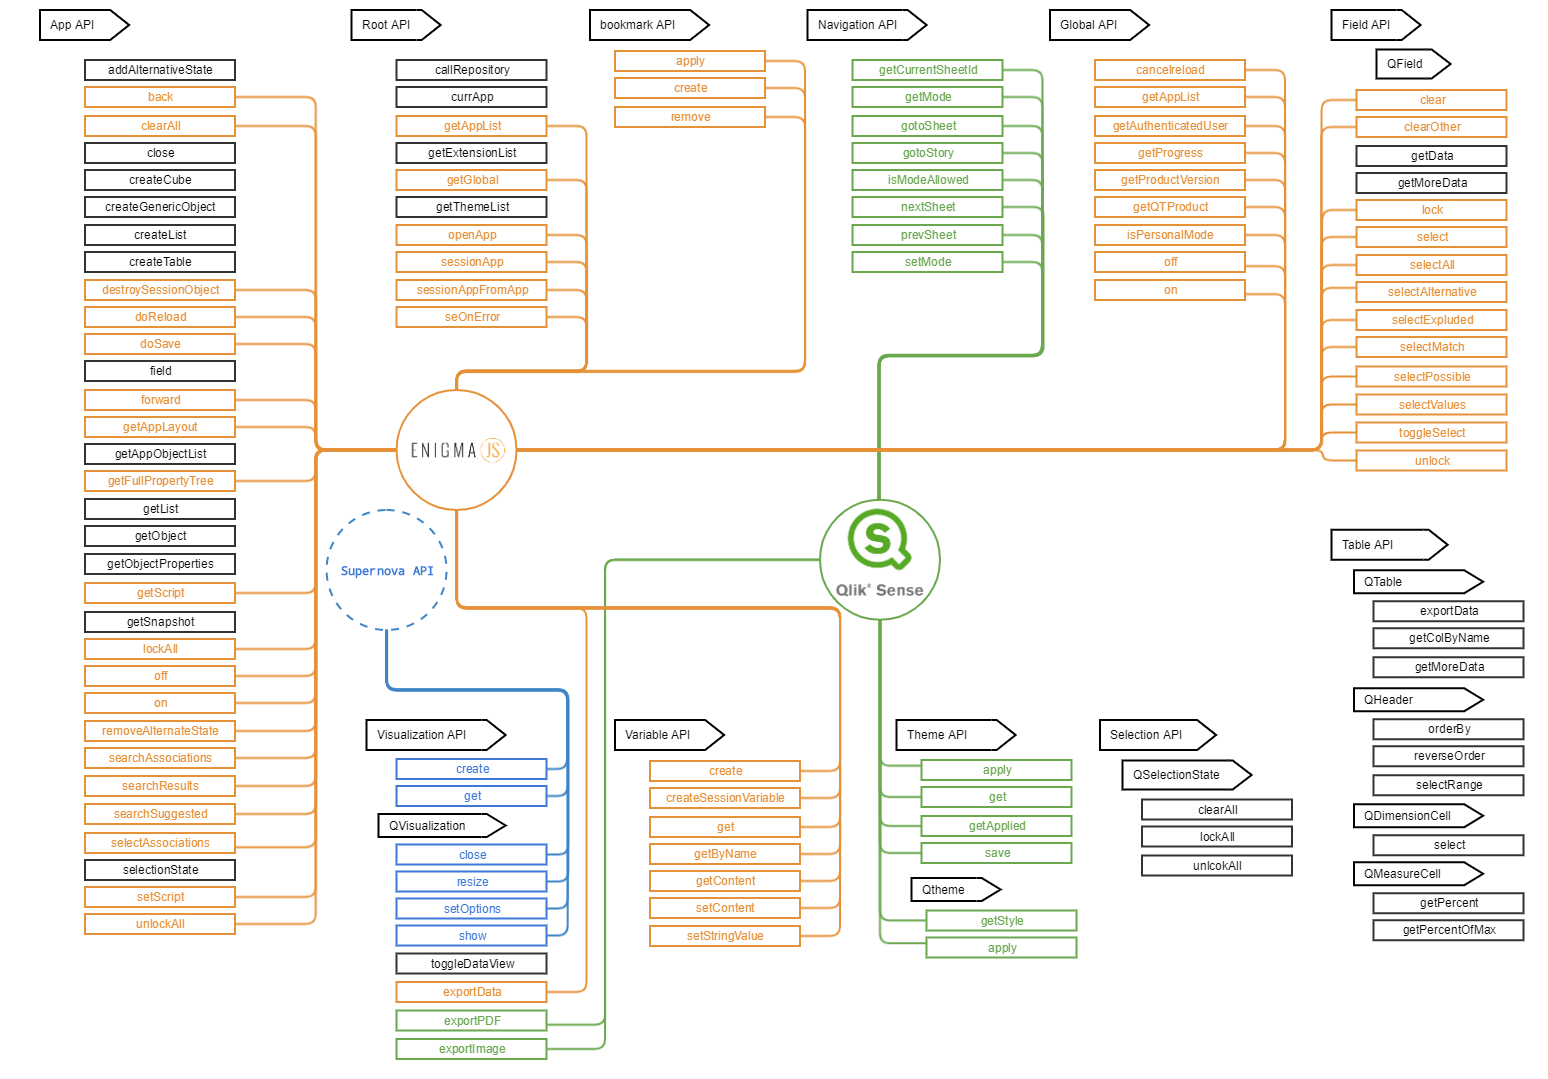 App API
addAlternativeState
back
clearAll
close
createCube
createGenericObject
createList
createTable
destroySessionObject
doReload
doSave
field
forward
getAppLayout
getAppObjectList
getFullPropertyTree
getList
getObject
getObjectProperties
getScript
getSnapshot
lockAll
off
on
removeAlternateState
searchAssociations
searchResults
searchSuggested
selectAssociations
selectionState
setScript
unlockAll
Root API
callRepository
currApp
getAppList
getExtensionList
getGlobal
getThemeList
openApp
sessionApp
sessionAppFromApp
seOnError
bookmark API
apply
create
remove
Navigation API
getCurrentSheetId
getMode
gotoSheet
gotoStory
isModeAllowed
nextSheet
prevSheet
setMode
Global API
cancelreload
getAppList
getAuthenticatedUser
getProgress
getProductVersion
getQTProduct
isPersonalMode
off
on
Field API
QField
clear
clearOther
getData
getMoreData
lock
select
selectAll
selectAlternative
selectExpluded
selectMatch
selectPossible
selectValues
toggleSelect
unlock
ENIGMA JS
Supernova API
S
Qlik® Sense
Visualization API
create
get
QVisualization
close
resize
setOptions
show
toggleDataView
exportData
exportPDF
exportImage
Variable API
create
createSessionVariable
get
getByName
getContent
setContent
setStringValue
Theme API
apply
get
getApplied
save
Qtheme
getStyle
apply
Selection API
QSelectionState
clearAll
lockAll
unlcokAll
Table API
QTable
exportData
getColByName
getMoreData
QHeader
orderBy
reverseOrder
selectRange
QDimensionCell
select
QMeasureCell
getPercent
getPercentOfMax